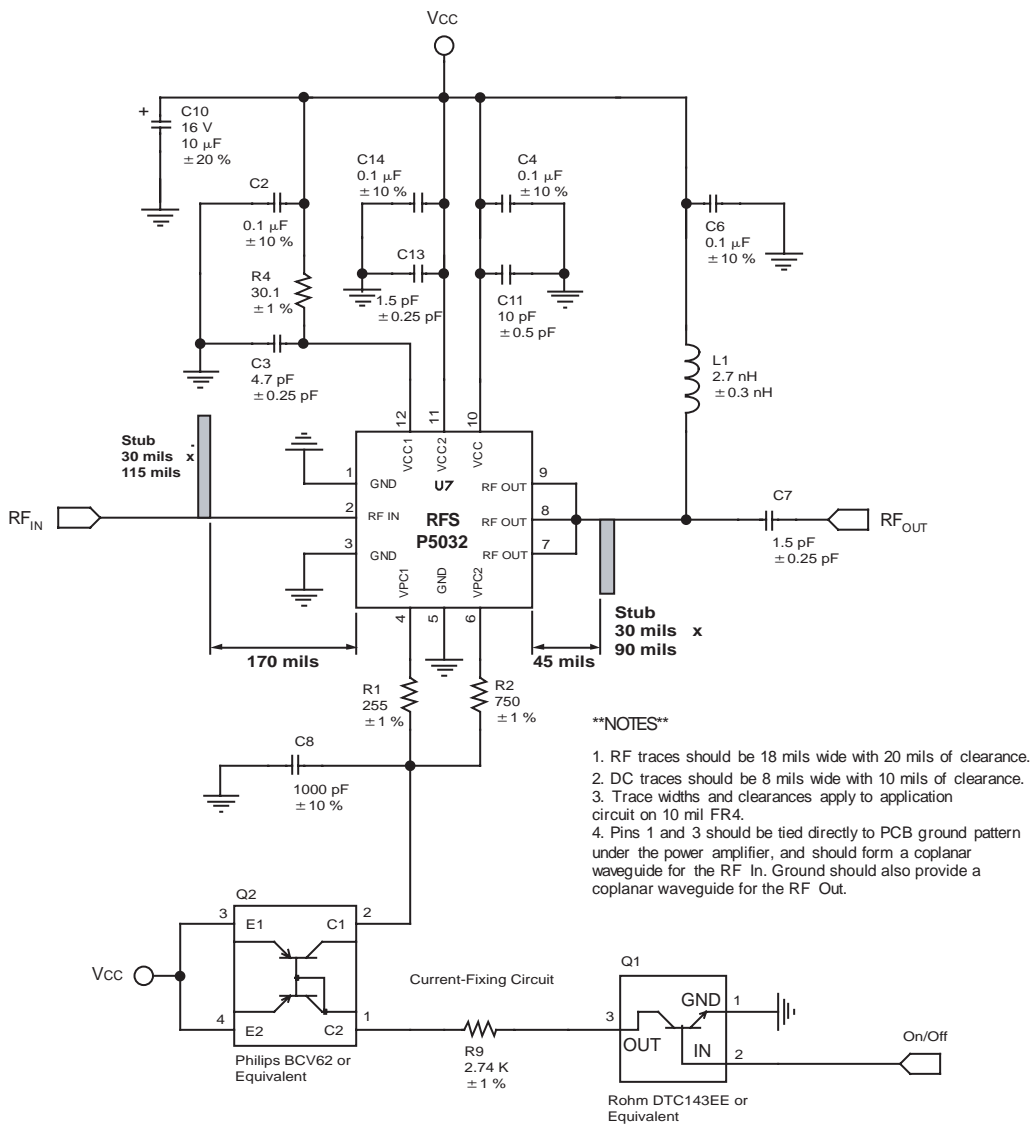 VCC
+
C10
16 V
10 µF
±20 %
C14
0.1 µF
±10 %
C4
0.1 µF
±10 %
C2
0.1 µF
±10 %
C6
0.1 µF
±10 %
C13
1.5 pF
±0.25 pF
C11
10 pF
±0.5 pF
R4
30.1
±1 %
C3
4.7 pF
±0.25 pF
L1
2.7 nH
±0.3 nH
Stub
30 mils x
115 mils
12
11
10
VCC1
VCC2
VCC
1
GND
U7
RF OUT
9
RFIN
2
RF IN
RFS
P5032
RF OUT
8
3
GND
RF OUT
7
C7
1.5 pF
±0.25 pF
RFOUT
VPC1
GND
VPC2
4
5
6
170 mils
45 mils
Stub
30 mils x
90 mils
R1
255
±1 %
R2
750
±1 %
C8
1000 pF
±10 %
**NOTES**
1. RF traces should be 18 mils wide with 20 mils of clearance.
2. DC traces should be 8 mils wide with 10 mils of clearance.
3. Trace widths and clearances apply to application
circuit on 10 mil FR4.
4. Pins 1 and 3 should be tied directly to PCB ground pattern
under the power amplifier, and should form a coplanar
waveguide for the RF In. Ground should also provide a
coplanar waveguide for the RF Out.
Q2
3
E1
C1
2
VCC
4
E2
C2
1
Philips BCV62 or
Equivalent
Current-Fixing Circuit
R9
2.74 K
±1 %
Q1
GND
1
3
OUT
IN
2
On/Off
Rohm DTC143EE or
Equivalent